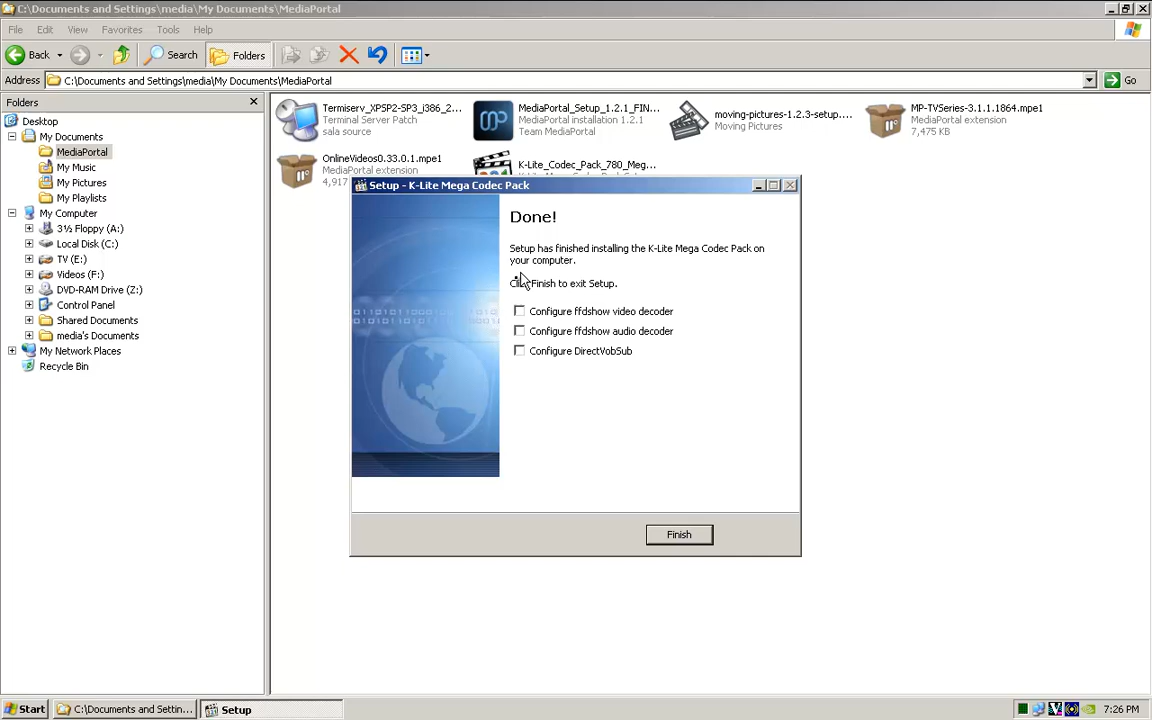 C:\Documents and Settings\media\My Documents\MediaPortal
File Edit View Favorites Tools Help
Back Search Folders
Address C:\Documents and Settings\media\My Documents\MediaPortal Go
Folders
Desktop
My Documents
MediaPortal
My Music
My Pictures
My Playlists
My Computer
3½ Floppy (A:)
Local Disk (C:)
TV (E:)
Videos (F:)
DVD-RAM Drive (Z:)
Control Panel
Shared Documents
media's Documents
My Network Places
Recycle Bin
Termiserv_XPSP2-SP3_i386_2...
Terminal Server Patch
sala source
MediaPortal_Setup_1.2.1_FIN...
MediaPortal installation 1.2.1
Team MediaPortal
moving-pictures-1.2.3-setup....
Moving Pictures
MP-TVSeries-3.1.1.1864.mpe1
MediaPortal extension
7,475 KB
OnlineVideos0.33.0.1.mpe1
MediaPortal extension
4,917
K-Lite_Codec_Pack_780_Meg...
Setup - K-Lite Mega Codec Pack
Done!
Setup has finished installing the K-Lite Mega Codec Pack on
your computer.
Finish to exit Setup.
Configure ffdshow video decoder
Configure ffdshow audio decoder
Configure DirectVobSub
Finish
Start
C:\Documents and Settin...
Setup
7:26 PM